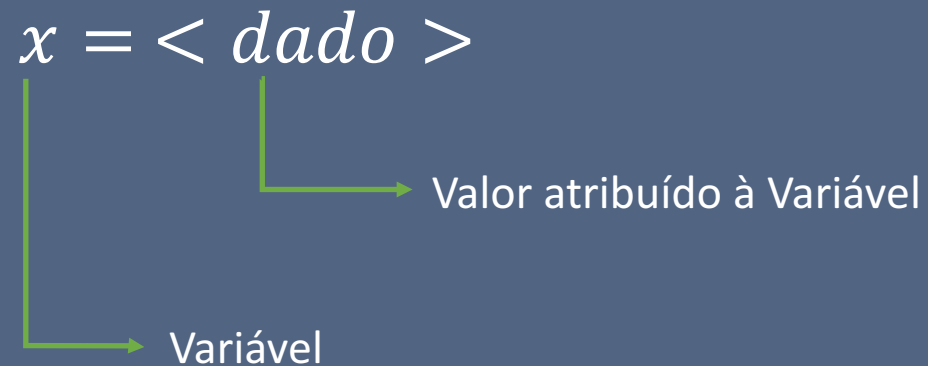 x = < dado >
Valor atribuído à Variável
Variável